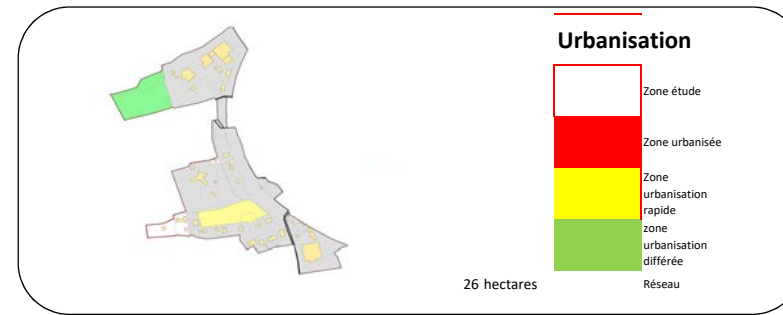 Urbanisation
Zone étude
Zone urbanisée
Zone
urbanisation
rapide
zone
urbanisation
différée
26 hectares Réseau